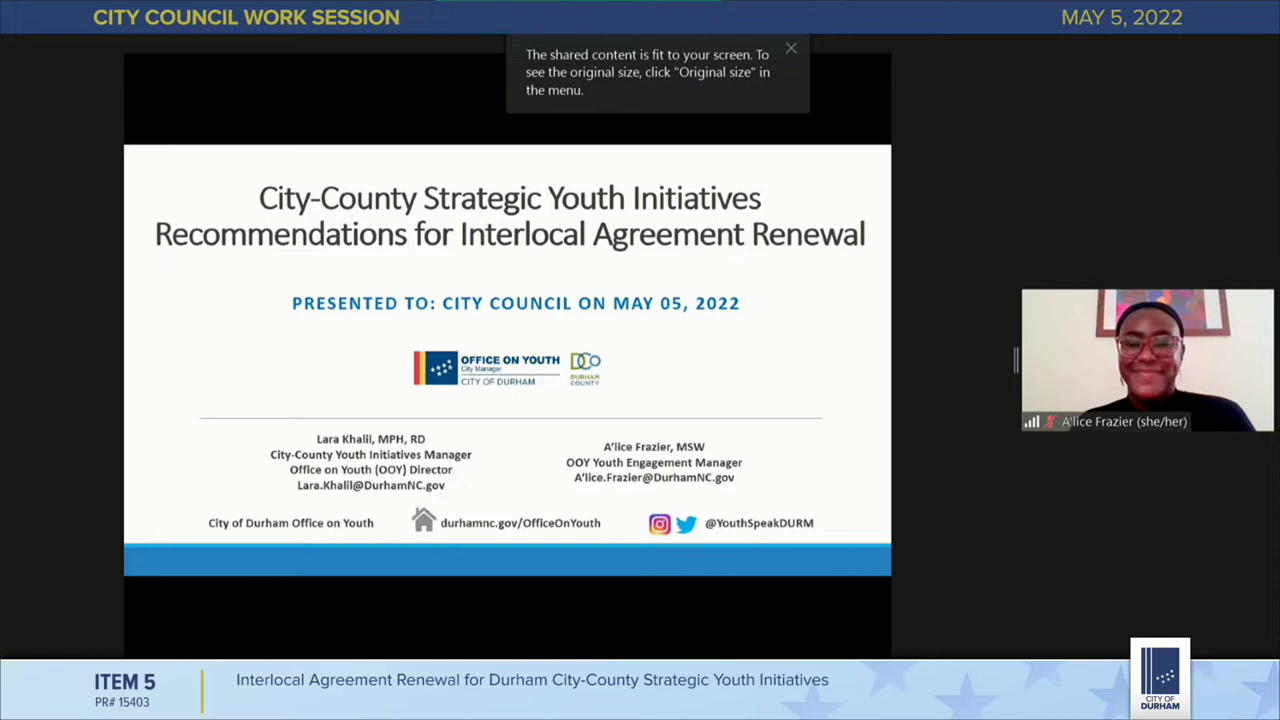 CITY COUNCIL WORK SESSION
MAY 5, 2022
The shared content is fit to your screen. To
see the original size, click "Original size" in
the menu.
City-County Strategic Youth Initiatives
Recommendations for Interlocal Agreement Renewal
PRESENTED TO: CITY COUNCIL ON MAY 05, 2022
OFFICE ON YOUTH
City Manager
CITY OF DURHAM
DCO
DURHAM
COUNTY
Lara Khalil, MPH, RD
City-County Youth Initiatives Manager
Office on Youth (OOY) Director
Lara.Khalil@DurhamNC.gov
A'lice Frazier, MSW
OOY Youth Engagement Manager
A'lice.Frazier@DurhamNC.gov
City of Durham Office on Youth
durhamnc.gov/OfficeOnYouth
@YouthSpeakDURM
A'lice Frazier (she/her)
ITEM 5
PR# 15403
Interlocal Agreement Renewal for Durham City-County Strategic Youth Initiatives
CITY OF
DURHAM